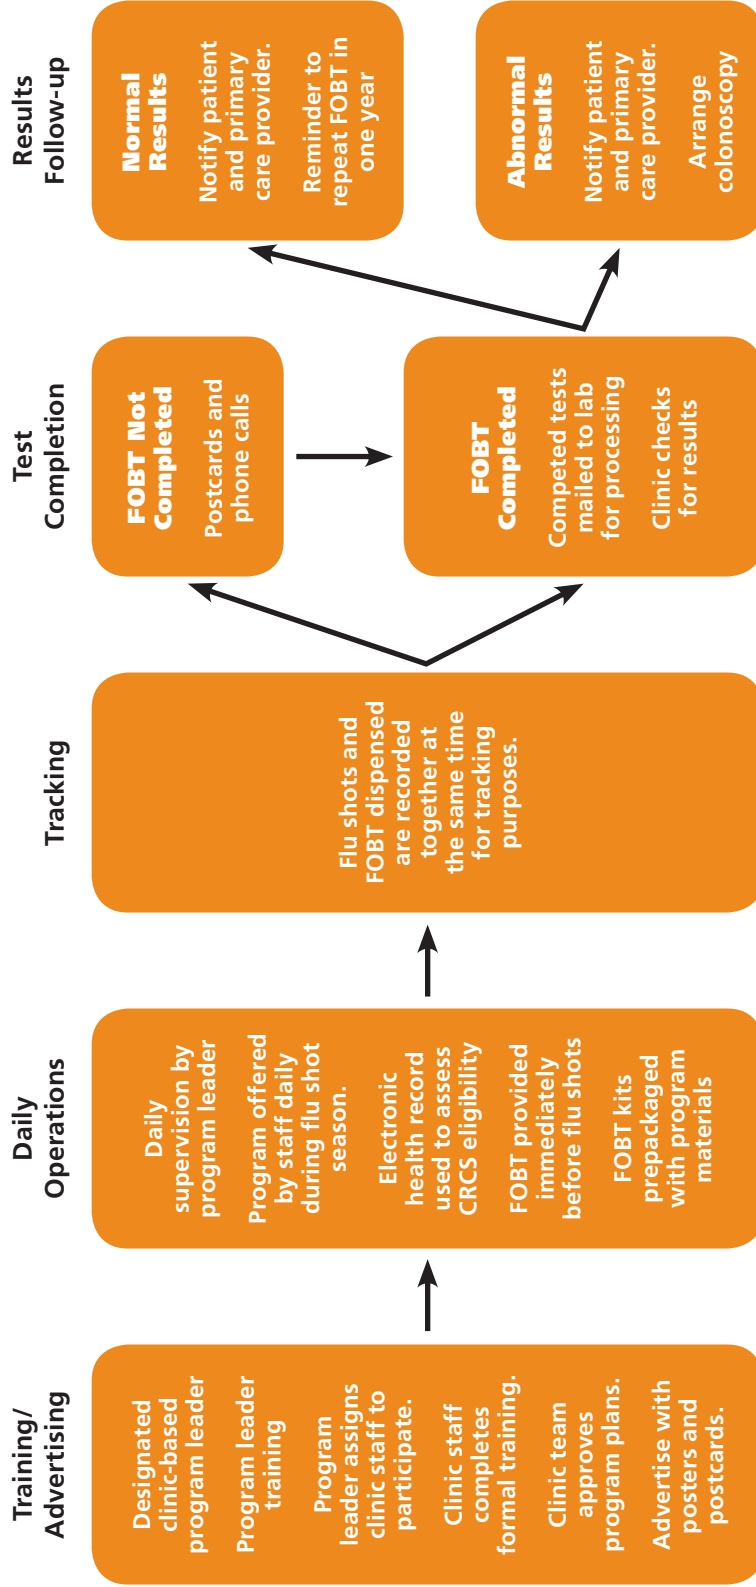 Training/
Advertising
Designated
clinic-based
program leader
Program leader
training
Program
leader assigns
clinic staff to
participate.
Clinic staff
completes
formal training.
Clinic team
approves
program plans.
Advertise with
posters and
postcards.
Daily
Operations
Daily
supervision by
program leader
Program offered
by staff daily
during flu shot
season.
Electronic
health record
used to assess
CRCS eligibility
FOBT provided
immediately
before flu shots
FOBT kits
prepackaged
with program
materials
Tracking
Flu shots and
FOBT dispensed
are recorded
together at
the same time
for tracking
purposes.
Test
Completion
FOBT Not
Completed
Postcards and
phone calls
FOBT
Completed
Competed tests
mailed to lab
for processing
Clinic checks
for results
Results
Follow-up
Normal
Results
Notify patient
and primary
care provider.
Reminder to
repeat FOBT in
one year
Abnormal
Results
Notify patient
and primary
care provider.
Arrange
colonoscopy